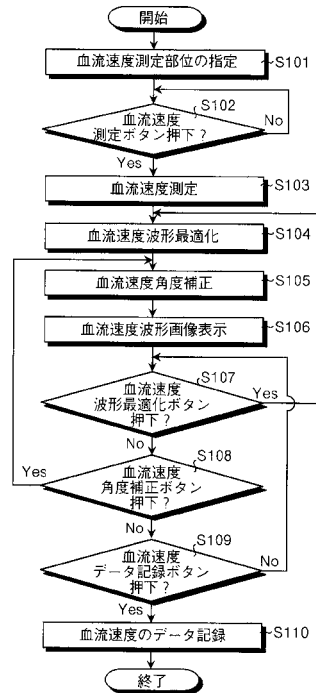 開始
血流速度測定部位の指定
S101
血流速度
測定ボタン押下?
S102
No
Yes
血流速度測定
S103
血流速度波形最適化
S104
血流速度角度補正
S105
血流速度波形画像表示
S106
血流速度
波形最適化ボタン
押下?
S107
Yes
No
血流速度
角度補正ボタン
押下?
S108
Yes
No
血流速度
データ記録ボタン
押下?
S109
No
Yes
血流速度のデータ記録
S110
終了